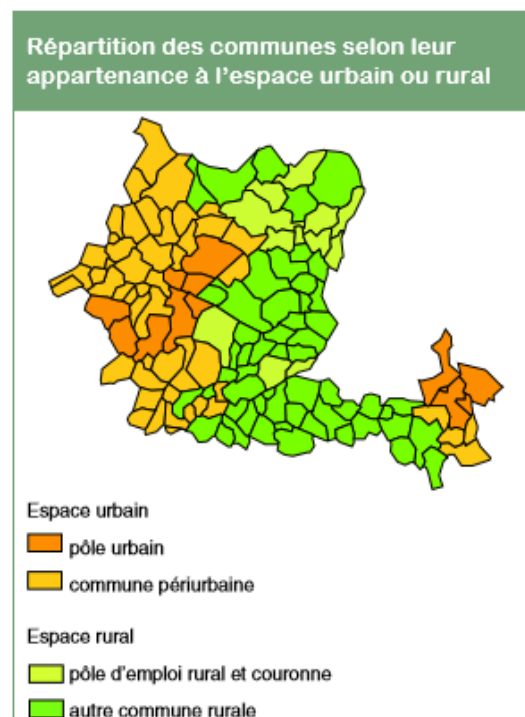 Répartition des communes selon leur
appartenance à l'espace urbain ou rural
Espace urbain
pôle urbain
commune périurbaine
Espace rural
pôle d'emploi rural et couronne
autre commune rurale